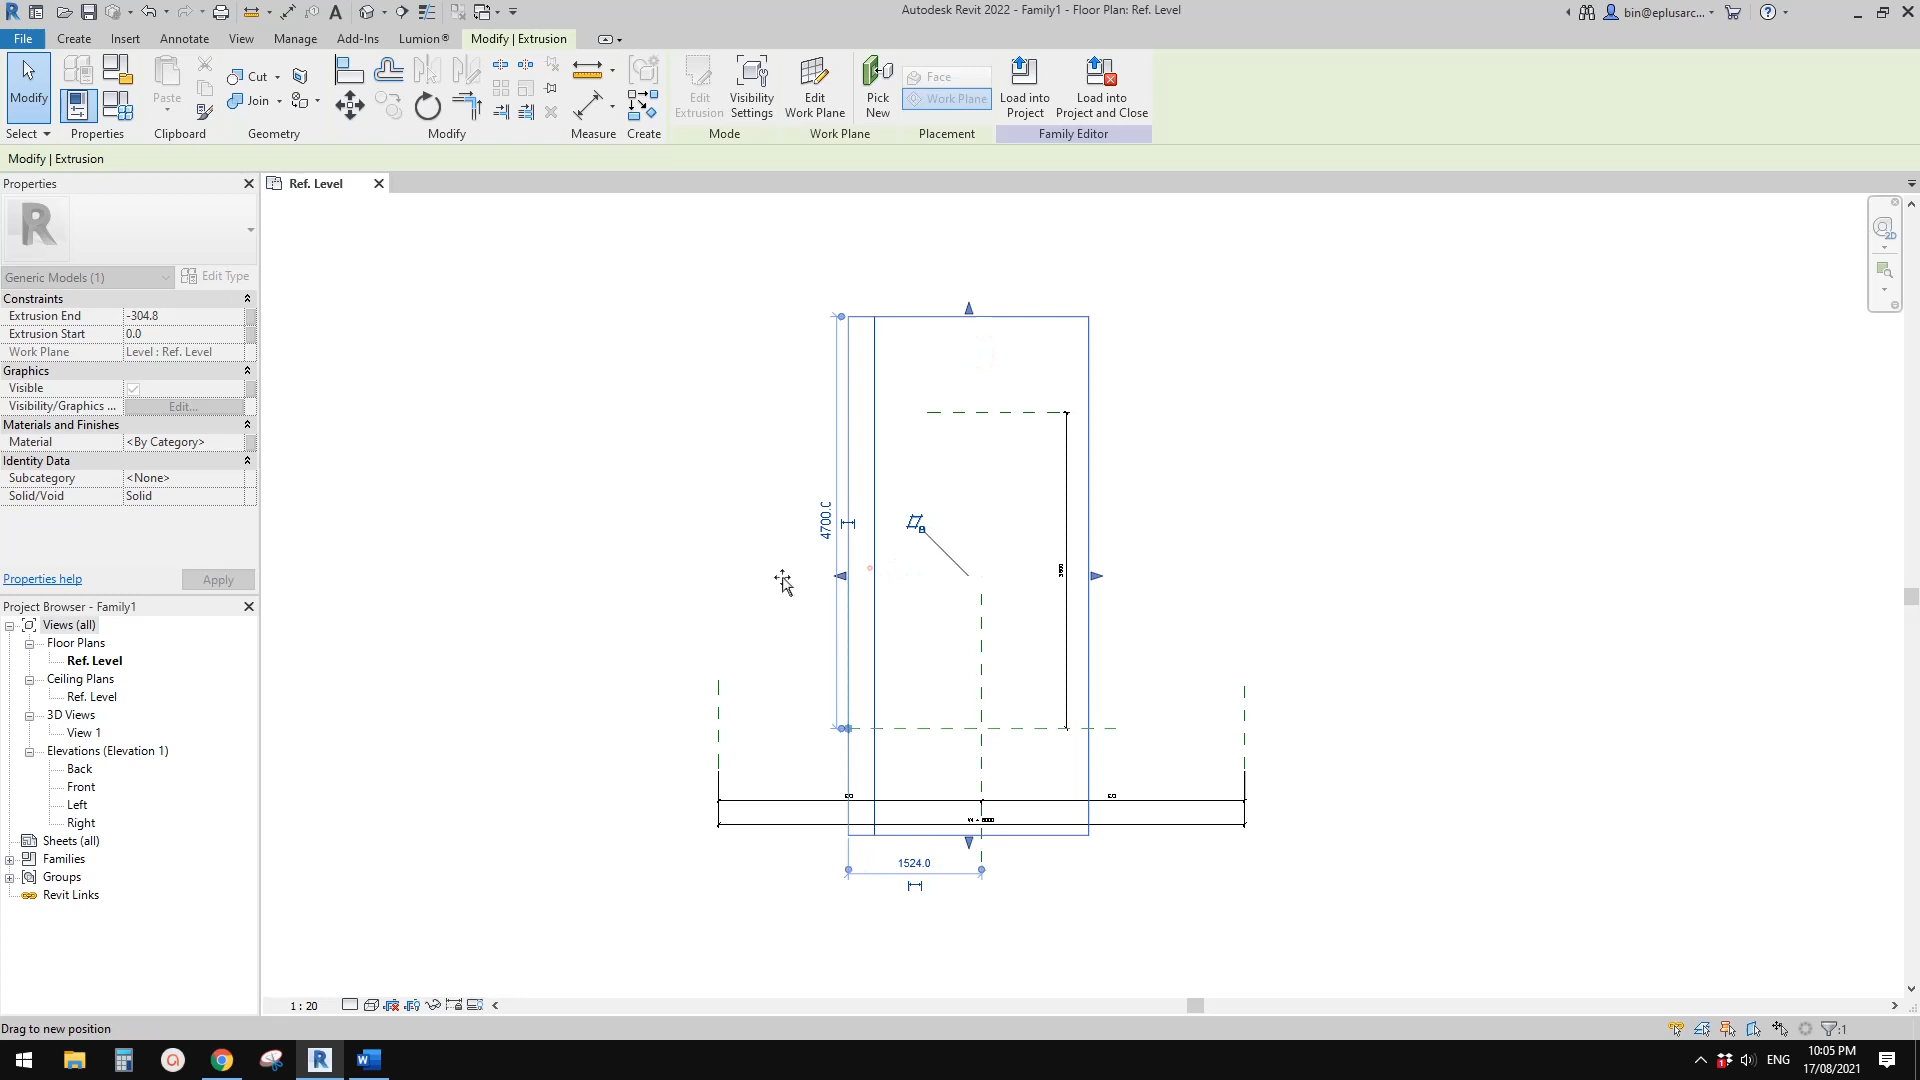 Autodesk Revit 2022 - Family1 - Floor Plan: Ref. Level
bin@eplusarc...
File Create Insert Annotate View Manage Add-Ins Lumion® Modify | Extrusion
Modify
Paste
Cut
Join
Edit Extrusion
Visibility Settings
Edit Work Plane
Pick New
Face
Work Plane
Load into Project
Load into Project and Close
Select Properties Clipboard Geometry Modify Measure Create Mode Work Plane Placement Family Editor
Modify | Extrusion
Properties
Ref. Level
Generic Models (1)
Edit Type
Constraints
Extrusion End -304.8
Extrusion Start 0.0
Work Plane Level : Ref. Level
Graphics
Visible
Visibility/Graphics ... Edit...
Materials and Finishes
Material <By Category>
Identity Data
Subcategory <None>
Solid/Void Solid
Properties help
Apply
Project Browser - Family1
Views (all)
Floor Plans
Ref. Level
Ceiling Plans
Ref. Level
3D Views
View 1
Elevations (Elevation 1)
Back
Front
Left
Right
Sheets (all)
Families
Groups
Revit Links
4700.0
EQ
EQ
1524.0
1 : 20
Drag to new position
:1
ENG
10:05 PM
17/08/2021